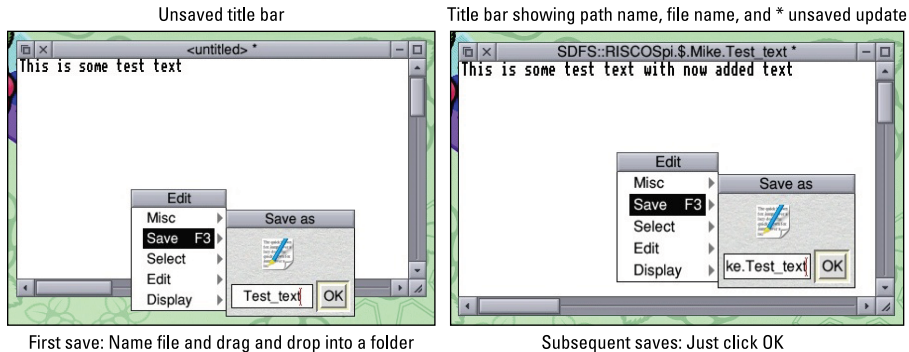 Unsaved title bar
<untitled> *
This is some test text
Edit
Misc
Save F3
Select
Edit
Display
Save as
Test_text
OK
First save: Name file and drag and drop into a folder
Title bar showing path name, file name, and * unsaved update
SDFS::RISCOSpi.$.Mike.Test_text *
This is some test text with now added text
Edit
Misc
Save F3
Select
Edit
Display
Save as
ke.Test_text
OK
Subsequent saves: Just click OK